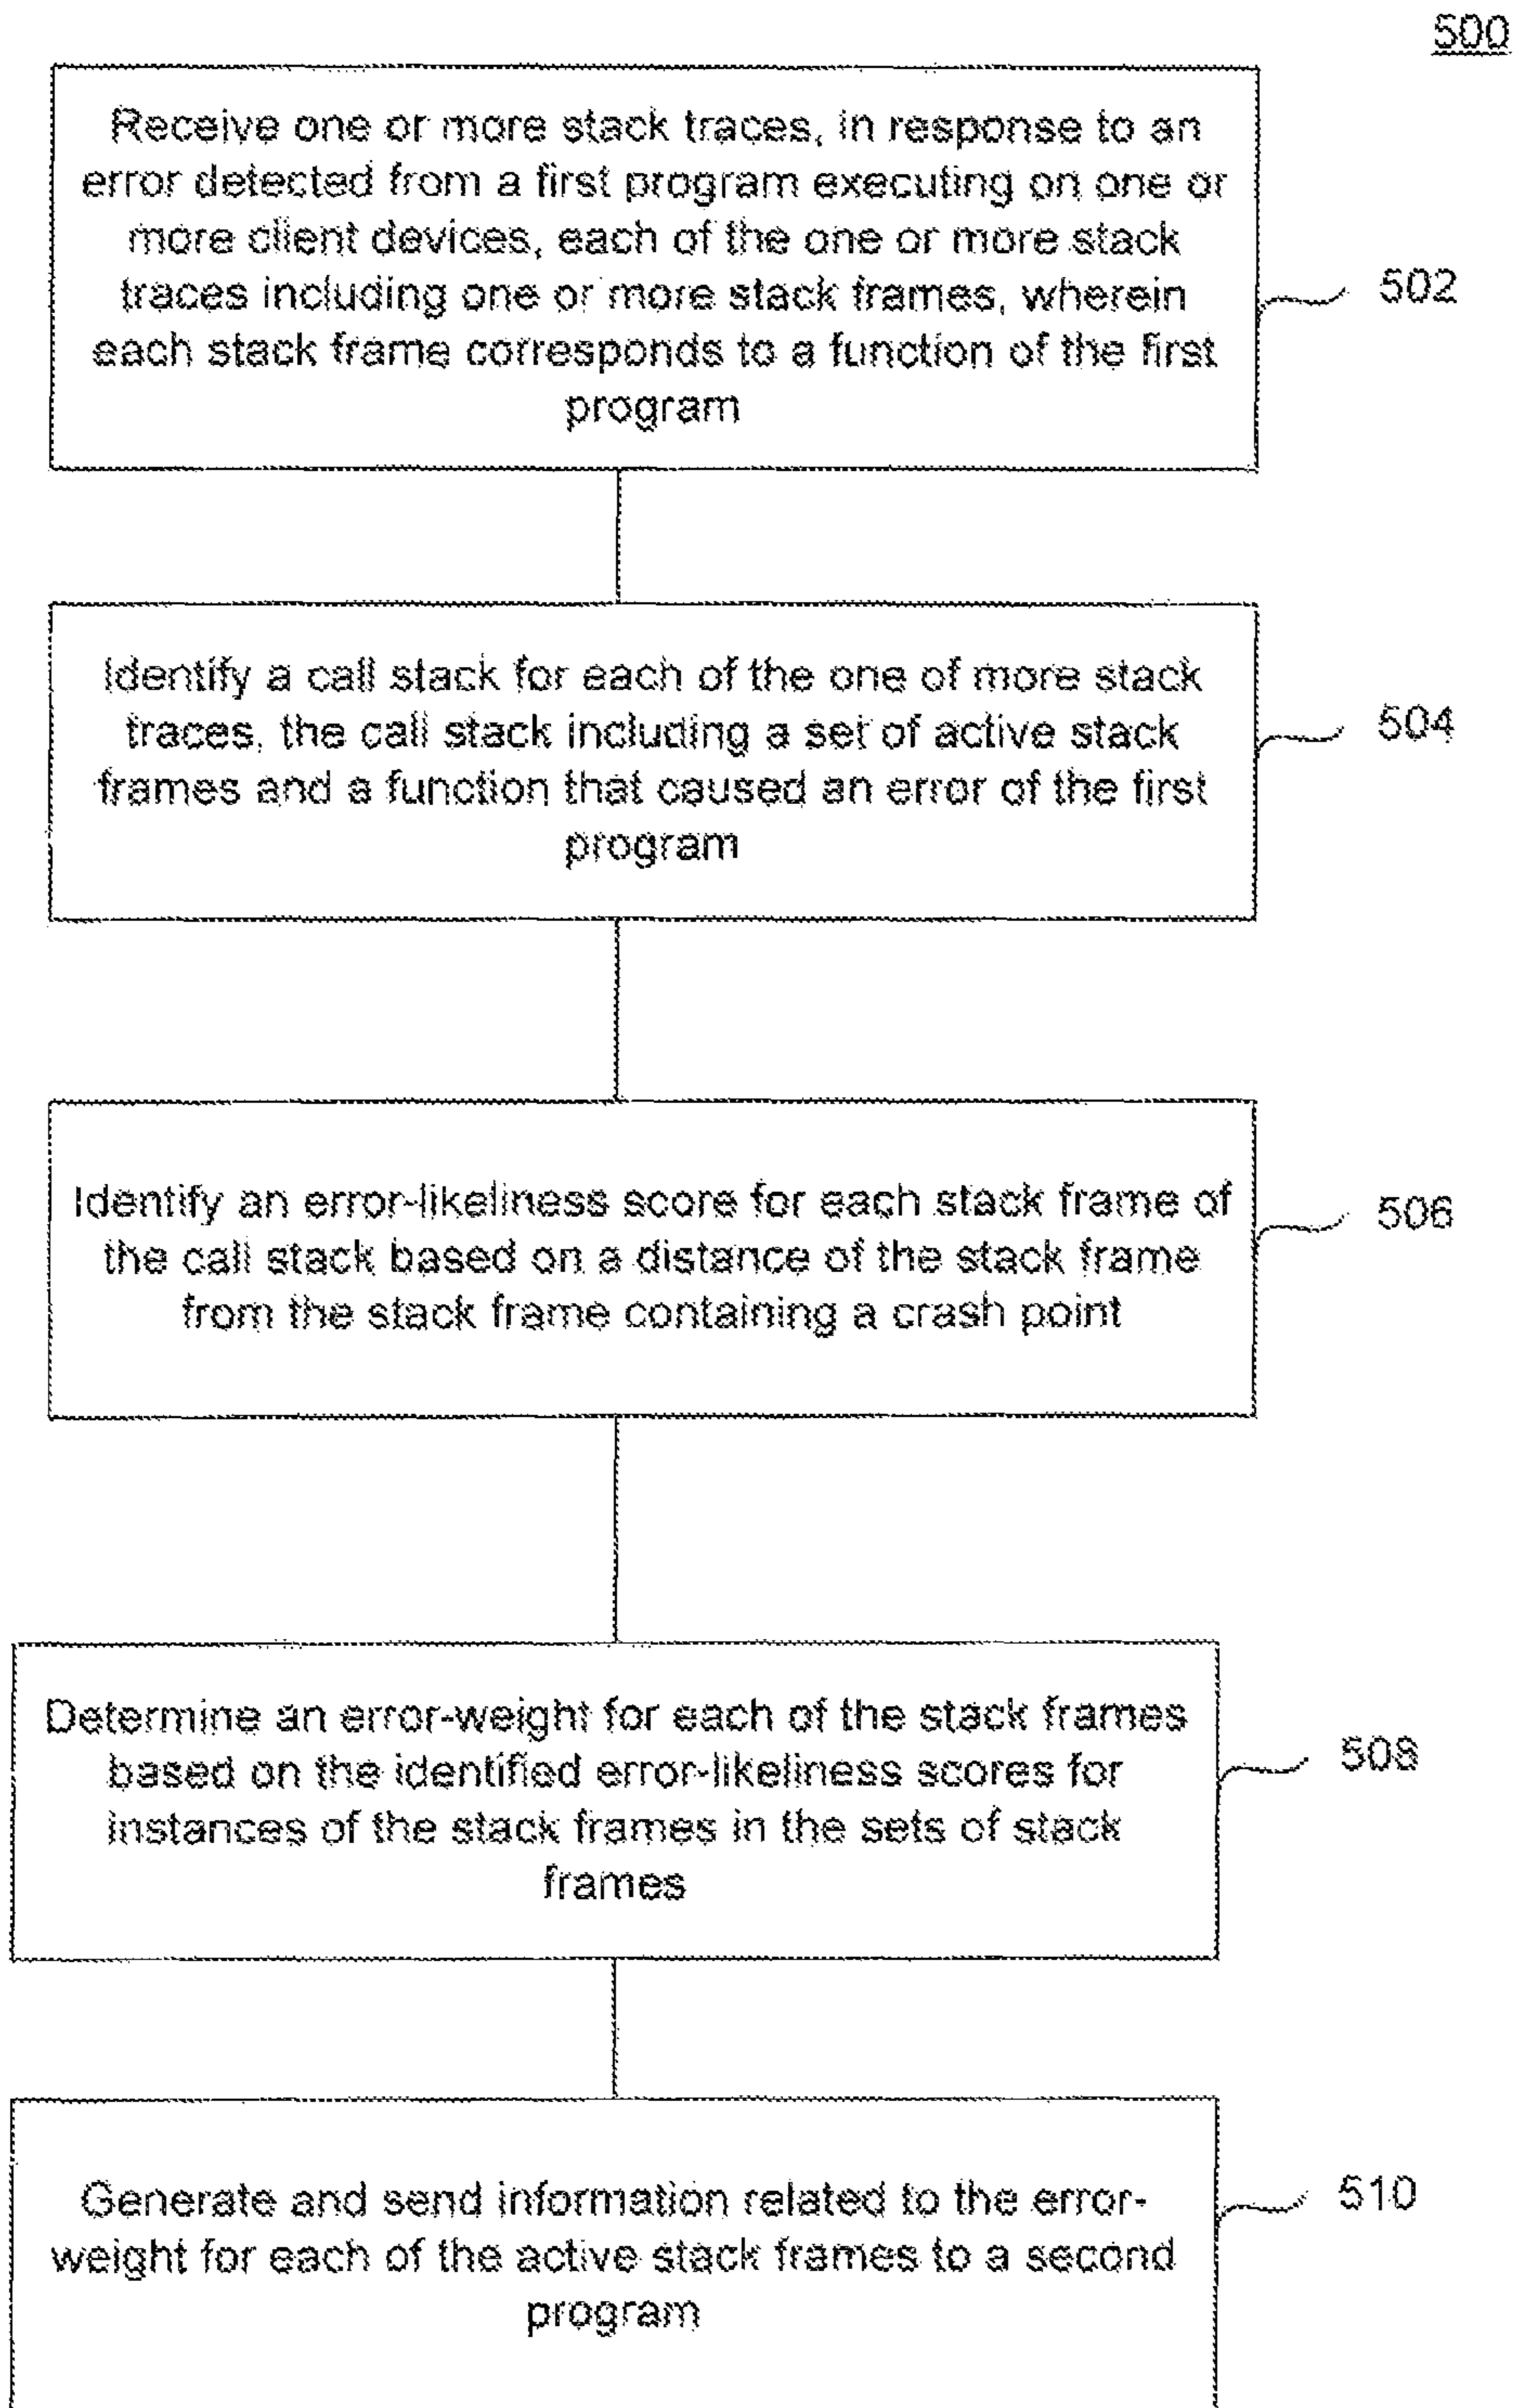 500
Receive one or more stack traces, in response to an
error detected from a first program executing on one or
more client devices, each of the one or more stack
traces including one or more stack frames, wherein
each stack frame corresponds to a function of the first
program
502
Identify a call stack for each of the one of more stack
traces, the call stack including a set of active stack
frames and a function that caused an error of the first
program
504
Identify an error-likeliness score for each stack frame of
the call stack based on a distance of the stack frame
from the stack frame containing a crash point
506
Determine an error-weight for each of the stack frames
based on the identified error-likeliness scores for
instances of the stack frames in the sets of stack
frames
508
Generate and send information related to the error-
weight for each of the active stack frames to a second
program
510